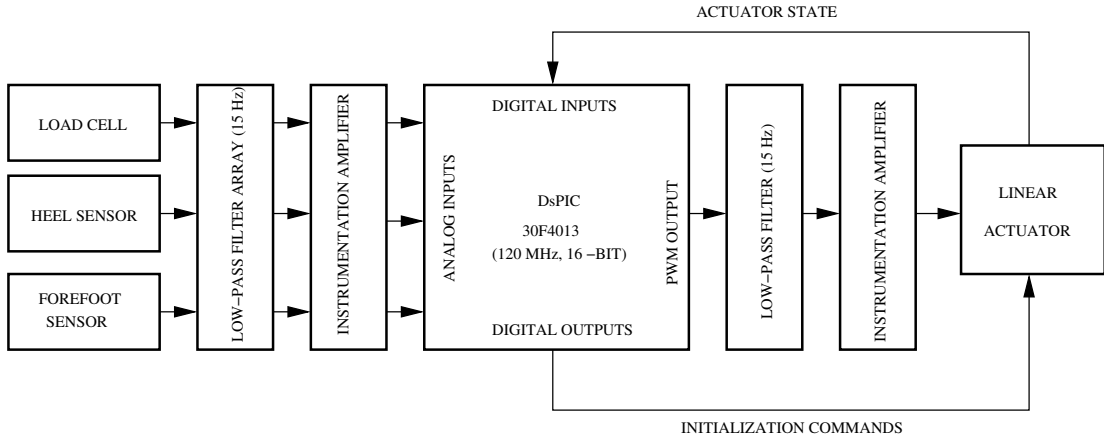 ACTUATOR STATE
LOAD CELL
HEEL SENSOR
FOREFOOT
SENSOR
LOW−PASS FILTER ARRAY (15 Hz)
INSTRUMENTATION AMPLIFIER
DIGITAL INPUTS
ANALOG INPUTS
DsPIC
30F4013
(120 MHz, 16 −BIT)
PWM OUTPUT
DIGITAL OUTPUTS
LOW−PASS FILTER (15 Hz)
INSTRUMENTATION AMPLIFIER
LINEAR
ACTUATOR
INITIALIZATION COMMANDS